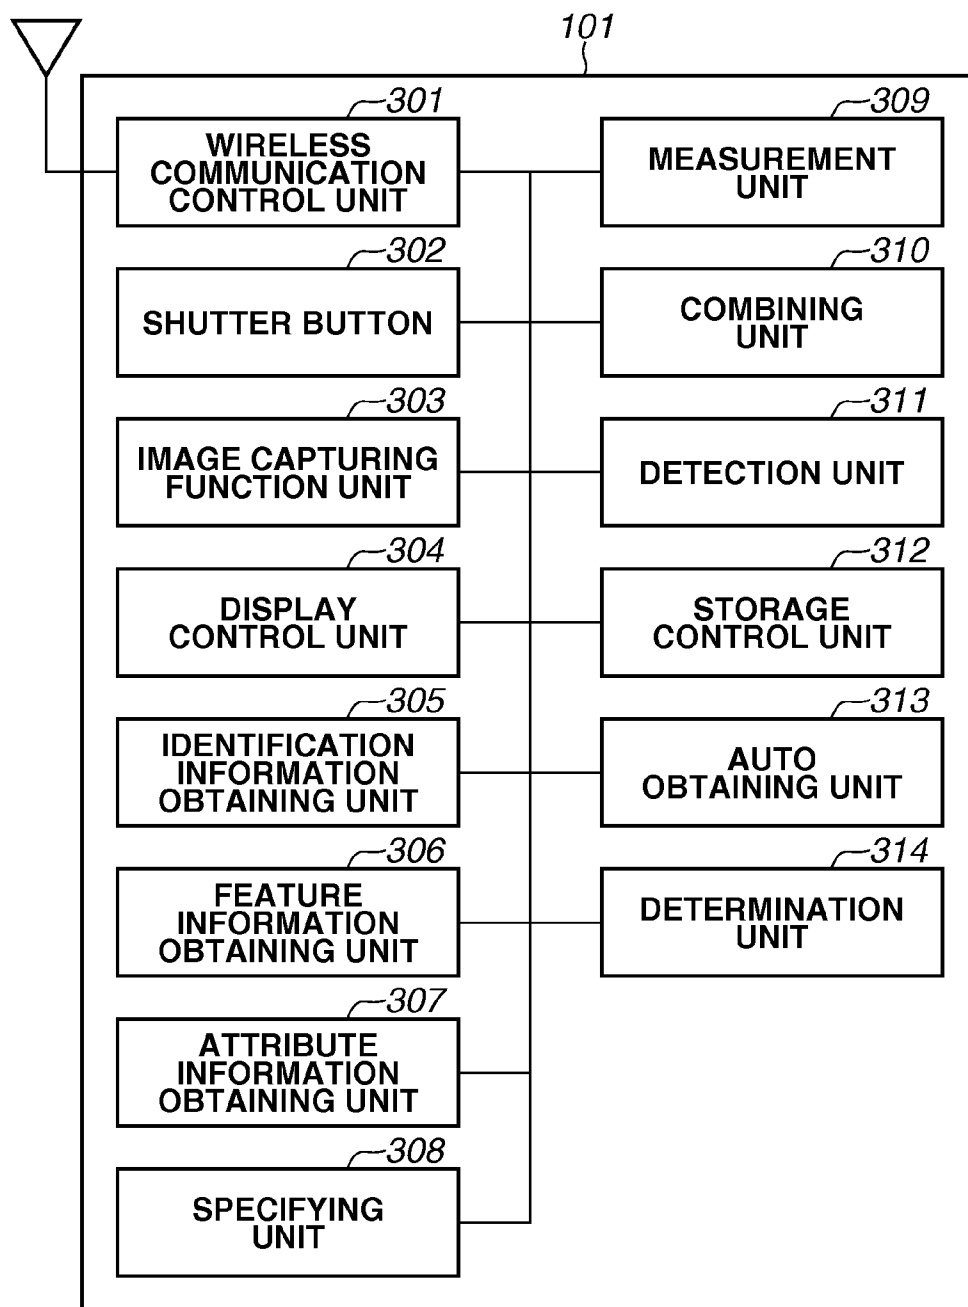 101
301
WIRELESS
COMMUNICATION
CONTROL UNIT
302
SHUTTER BUTTON
303
IMAGE CAPTURING
FUNCTION UNIT
304
DISPLAY
CONTROL UNIT
305
IDENTIFICATION
INFORMATION
OBTAINING UNIT
306
FEATURE
INFORMATION
OBTAINING UNIT
307
ATTRIBUTE
INFORMATION
OBTAINING UNIT
308
SPECIFYING
UNIT
309
MEASUREMENT
UNIT
310
COMBINING
UNIT
311
DETECTION UNIT
312
STORAGE
CONTROL UNIT
313
AUTO
OBTAINING UNIT
314
DETERMINATION
UNIT